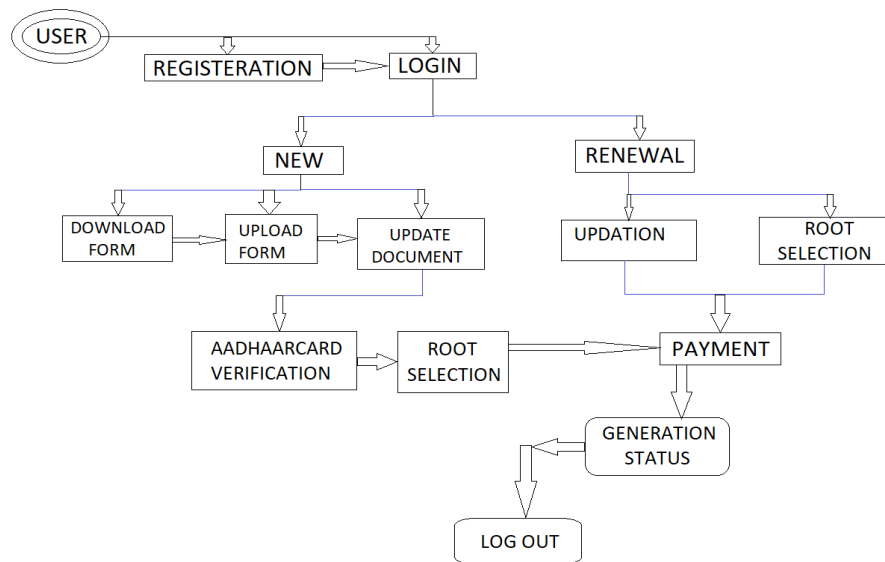 USER
REGISTERATION
LOGIN
NEW
RENEWAL
DOWNLOAD
FORM
UPLOAD
FORM
UPDATE
DOCUMENT
UPDATION
ROOT
SELECTION
AADHAARCARD
VERIFICATION
ROOT
SELECTION
PAYMENT
GENERATION
STATUS
LOG OUT